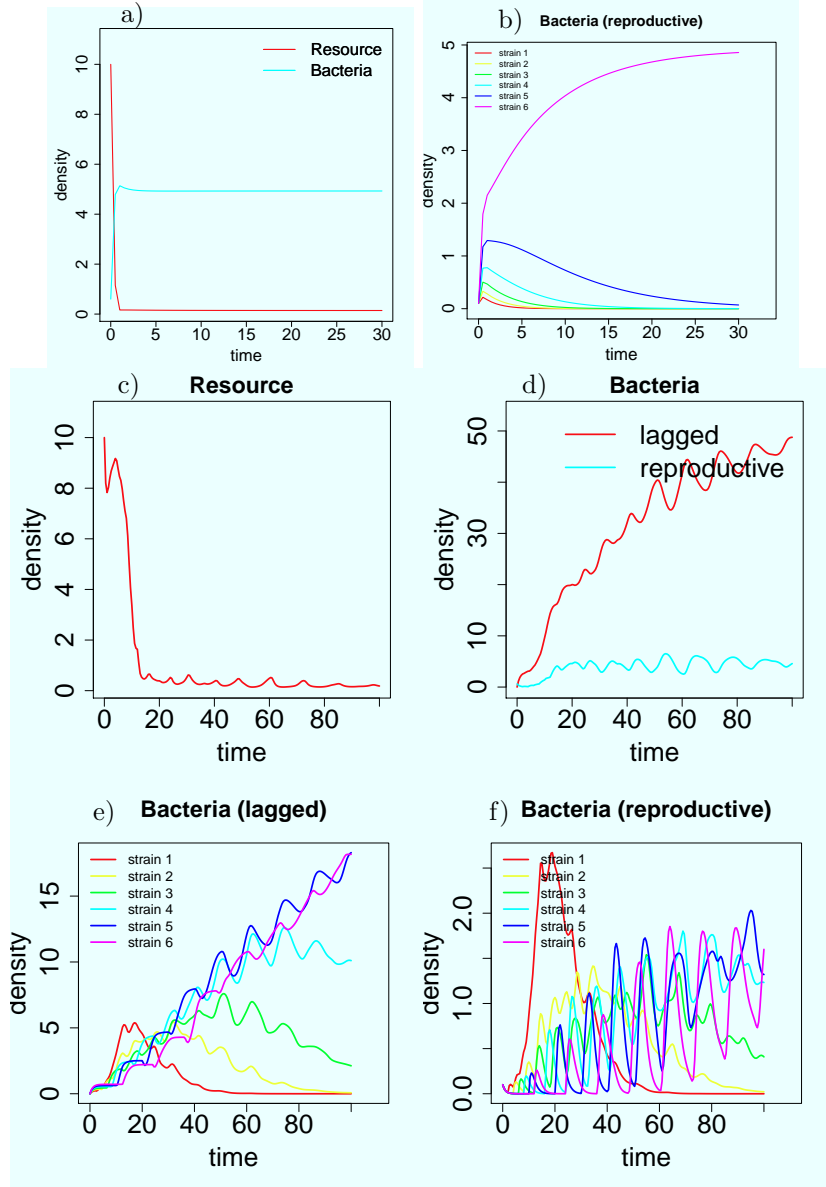 a)
Resource
Bacteria
density
10
8
6
4
2
0
0 5 10 15 20 25 30
time
b) Bacteria (reproductive)
strain 1
strain 2
strain 3
strain 4
strain 5
strain 6
density
5
4
3
2
1
0
0 5 10 15 20 25 30
time
c) Resource
density
10
8
6
4
2
0
0 20 40 60 80
time
d) Bacteria
lagged
reproductive
density
50
30
10
0
0 20 40 60 80
time
e) Bacteria (lagged)
strain 1
strain 2
strain 3
strain 4
strain 5
strain 6
density
15
10
5
0
0 20 40 60 80
time
f) Bacteria (reproductive)
strain 1
strain 2
strain 3
strain 4
strain 5
strain 6
density
2.0
1.0
0.0
0 20 40 60 80
time